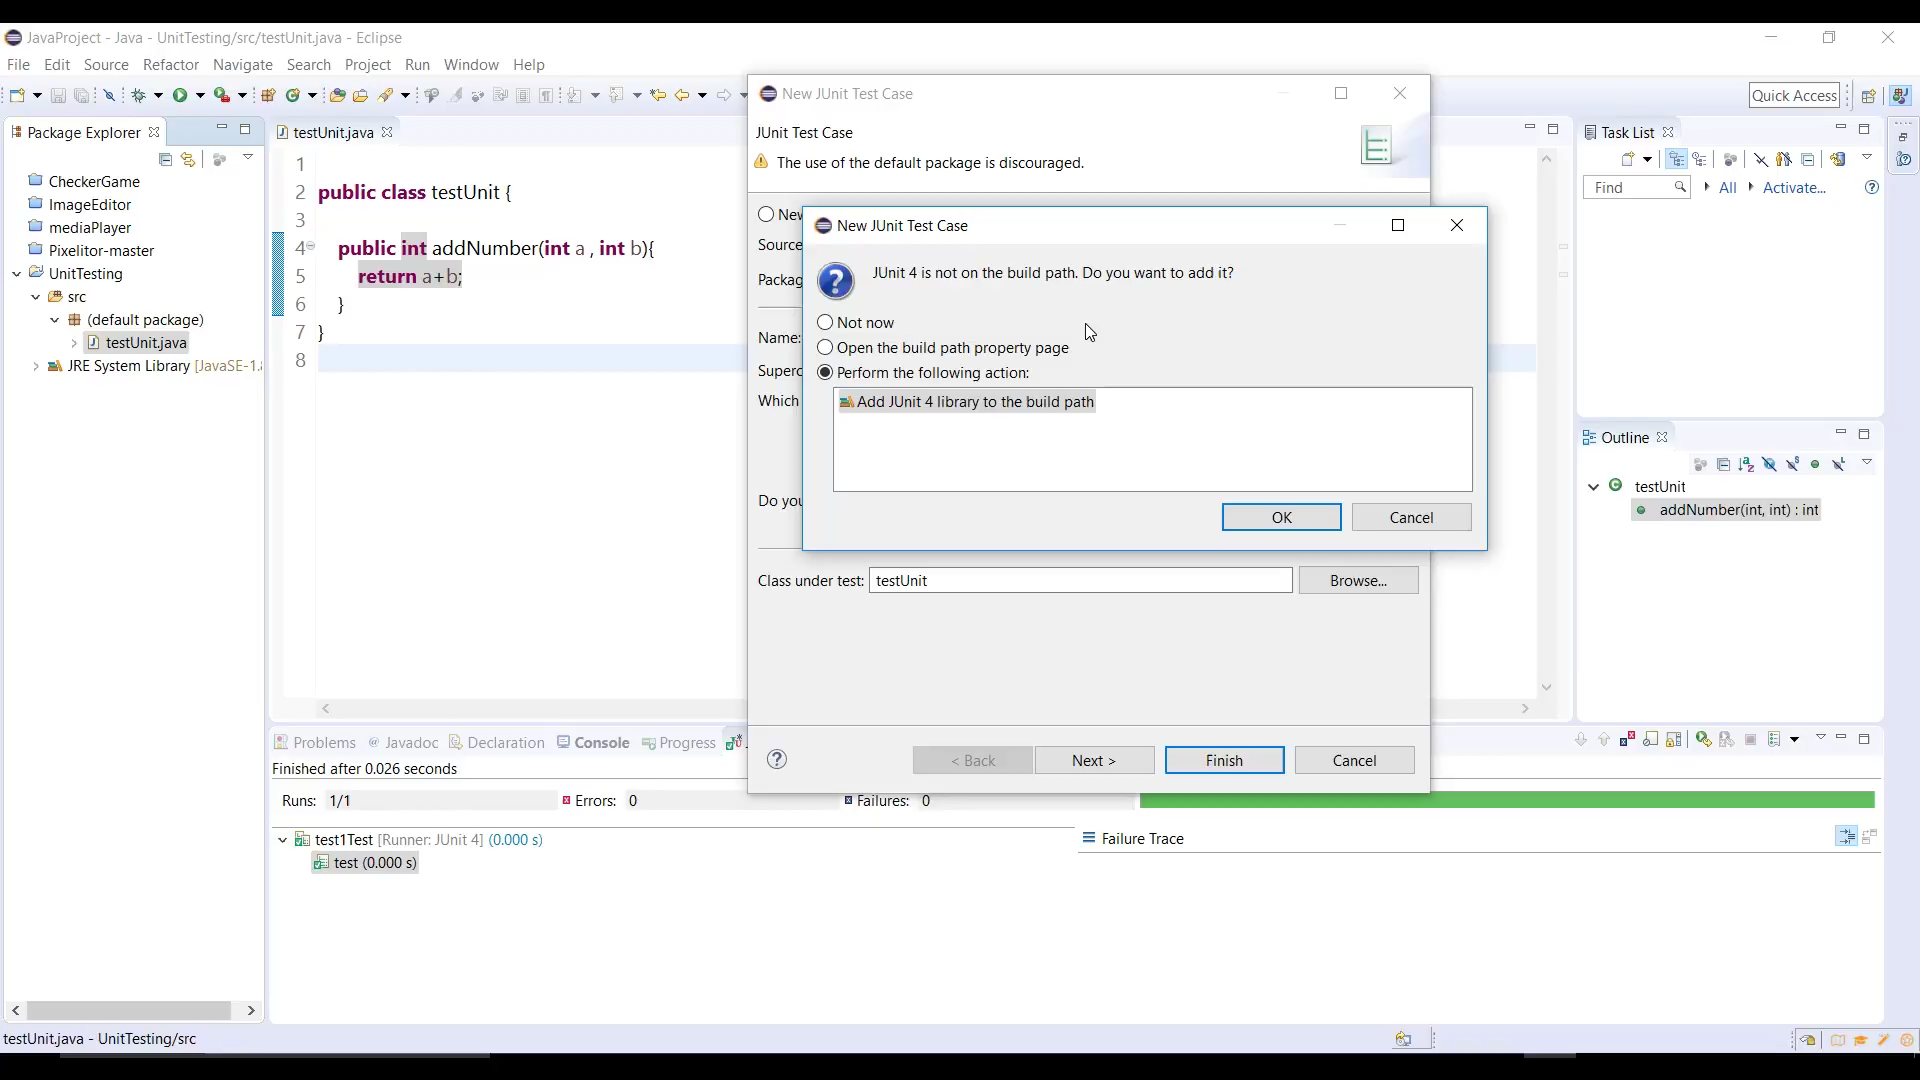 JavaProject - Java - UnitTesting/src/testUnit.java - Eclipse
File Edit Source Refactor Navigate Search Project Run Window Help
Quick Access
Package Explorer
CheckerGame
ImageEditor
mediaPlayer
Pixelitor-master
UnitTesting
src
(default package)
testUnit.java
JRE System Library [JavaSE-1.
testUnit.java
1
2 public class testUnit {
3
4 public int addNumber(int a , int b){
5 return a+b;
6 }
7 }
8
New JUnit Test Case
JUnit Test Case
The use of the default package is discouraged.
New
Source
Packag
Name:
Superc
Which
Do you
New JUnit Test Case
JUnit 4 is not on the build path. Do you want to add it?
Not now
Open the build path property page
Perform the following action:
Add JUnit 4 library to the build path
OK Cancel
Class under test: testUnit Browse...
< Back Next > Finish Cancel
Task List
Find All Activate...
Outline
testUnit
addNumber(int, int) : int
Problems @ Javadoc Declaration Console Progress
Finished after 0.026 seconds
Runs: 1/1 Errors: 0 Failures: 0
test1Test [Runner: JUnit 4] (0.000 s)
test (0.000 s)
Failure Trace
testUnit.java - UnitTesting/src